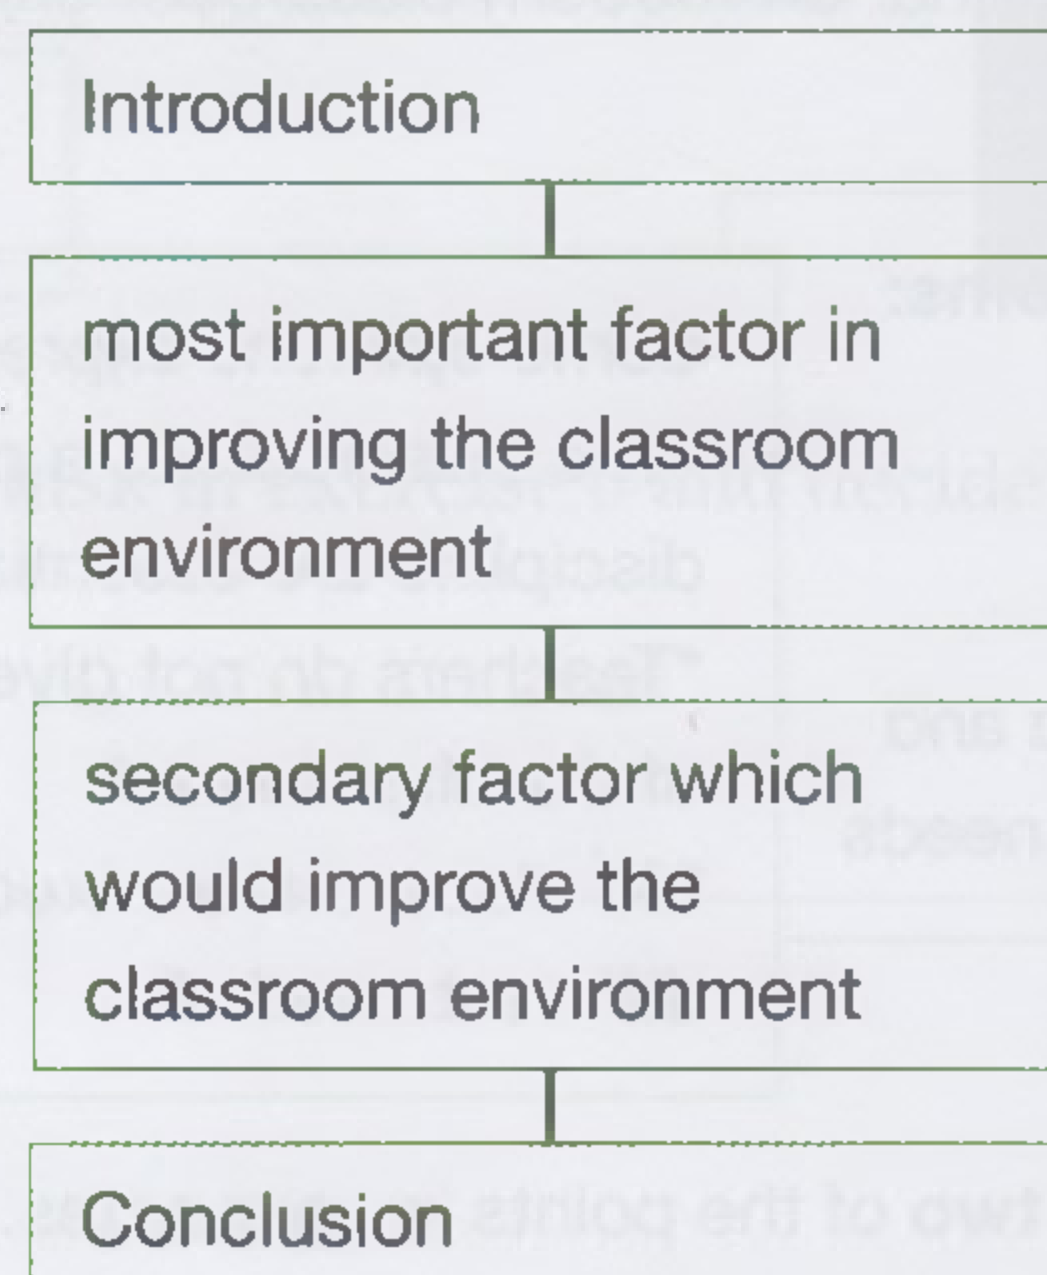 Introduction
most important factor in
improving the classroom
environment
secondary factor which
would improve the
classroom environment
Conclusion